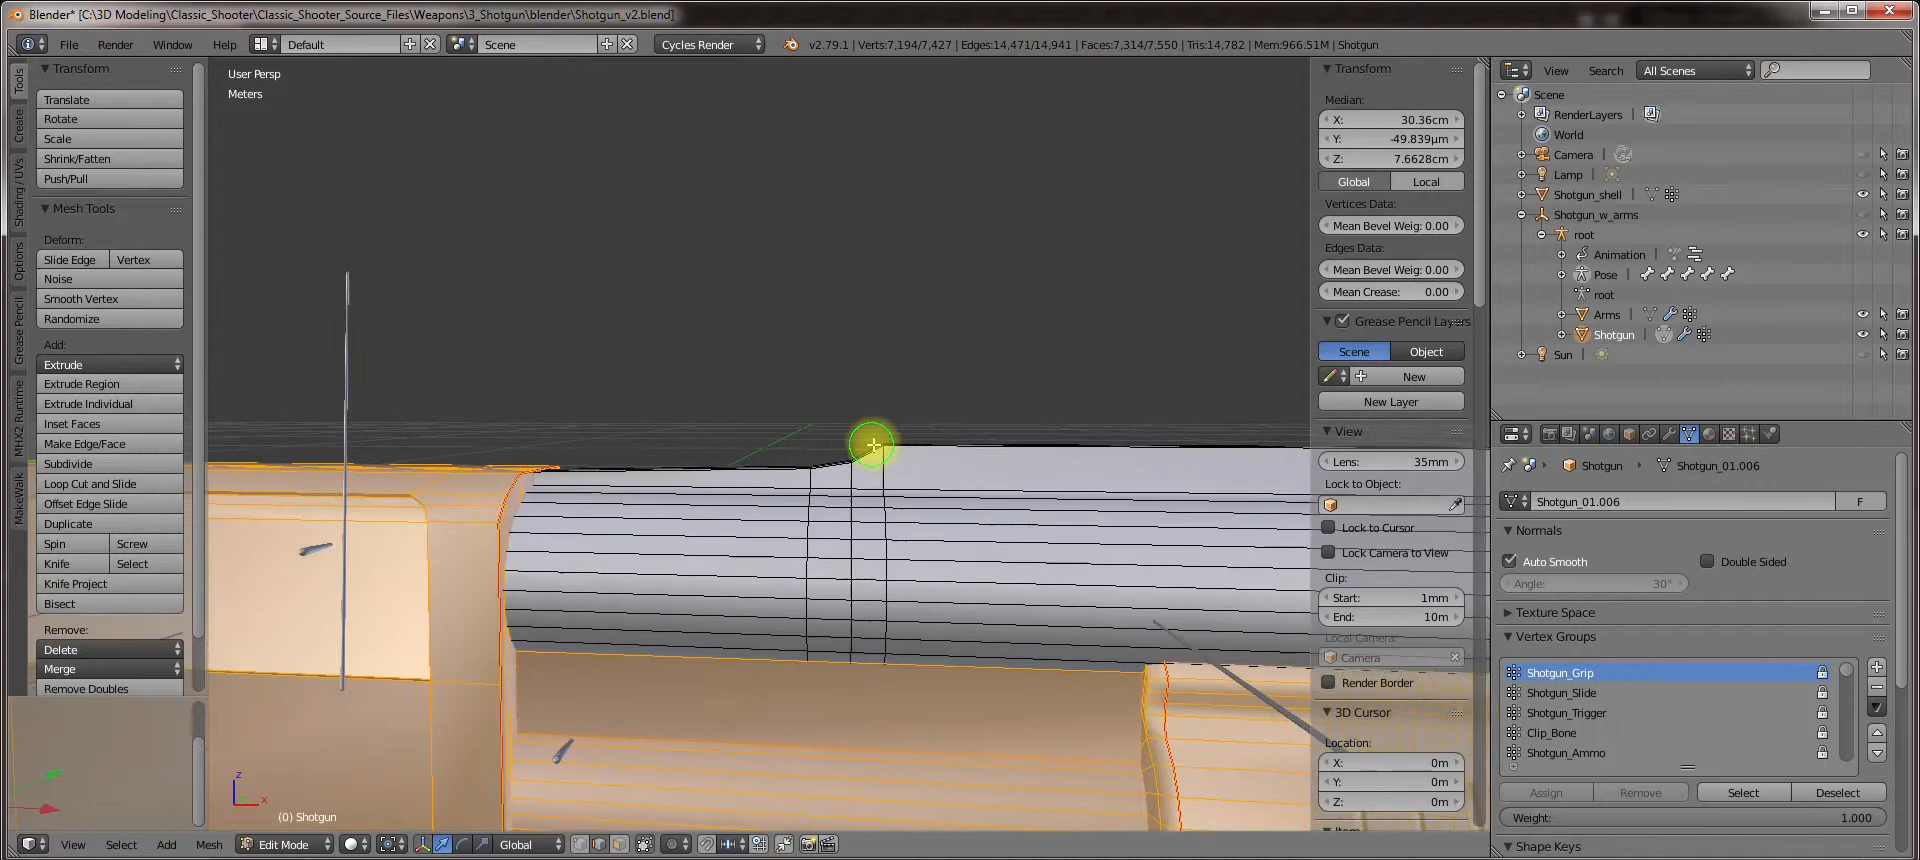 Blender* [C:\3D Modeling\Classic_Shooter\Classic_Shooter_Source_Files\Weapons\3_Shotgun\blender\Shotgun_v2.blend]
File Render Window Help Default Scene Cycles Render v2.79.1 | Verts:7,194/7,427 | Edges:14,471/14,941 | Faces:7,314/7,550 | Tris:14,782 | Mem:966.51M | Shotgun
Tools
Create
Shading / UVs
Options
Grease Pencil
MHX2 Runtime
MakeWalk
Transform
Translate
Rotate
Scale
Shrink/Fatten
Push/Pull
Mesh Tools
Deform:
Slide Edge Vertex
Noise
Smooth Vertex
Randomize
Add:
Extrude
Extrude Region
Extrude Individual
Inset Faces
Make Edge/Face
Subdivide
Loop Cut and Slide
Offset Edge Slide
Duplicate
Spin Screw
Knife Select
Knife Project
Bisect
Remove:
Delete
Merge
Remove Doubles
User Persp
Meters
z
x
(0) Shotgun
View Select Add Mesh Edit Mode Global
Transform
Median:
X: 30.36cm
Y: -49.839µm
Z: 7.6628cm
Global Local
Vertices Data:
Mean Bevel Weig: 0.00
Edges Data:
Mean Bevel Weig: 0.00
Mean Crease: 0.00
Grease Pencil Layers
Scene Object
New
New Layer
View
Lens: 35mm
Lock to Object:
Lock to Cursor
Lock Camera to View
Clip:
Start: 1mm
End: 10m
Local Camera:
Camera
Render Border
3D Cursor
Location:
X: 0m
Y: 0m
Z: 0m
View Search All Scenes
Scene
RenderLayers
World
Camera
Lamp
Shotgun_shell
Shotgun_w_arms
root
Animation
Pose
root
Arms
Shotgun
Sun
Shotgun Shotgun_01.006
Shotgun_01.006 F
Normals
Auto Smooth Double Sided
Angle: 30°
Texture Space
Vertex Groups
Shotgun_Grip
Shotgun_Slide
Shotgun_Trigger
Clip_Bone
Shotgun_Ammo
Assign Remove Select Deselect
Weight: 1.000
Shape Keys